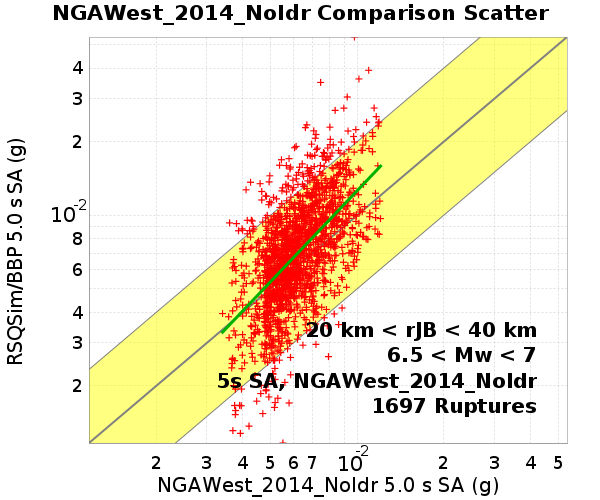 NGAWest_2014_NoIdr Comparison Scatter
RSQSim/BBP 5.0 s SA (g)
4
3
2
10-2
8
6
4
3
2
20 km < rJB < 40 km
6.5 < Mw < 7
5s SA, NGAWest_2014_NoIdr
1697 Ruptures
2 3 4 5 6 7 10-2 2 3 4 5
NGAWest_2014_NoIdr 5.0 s SA (g)